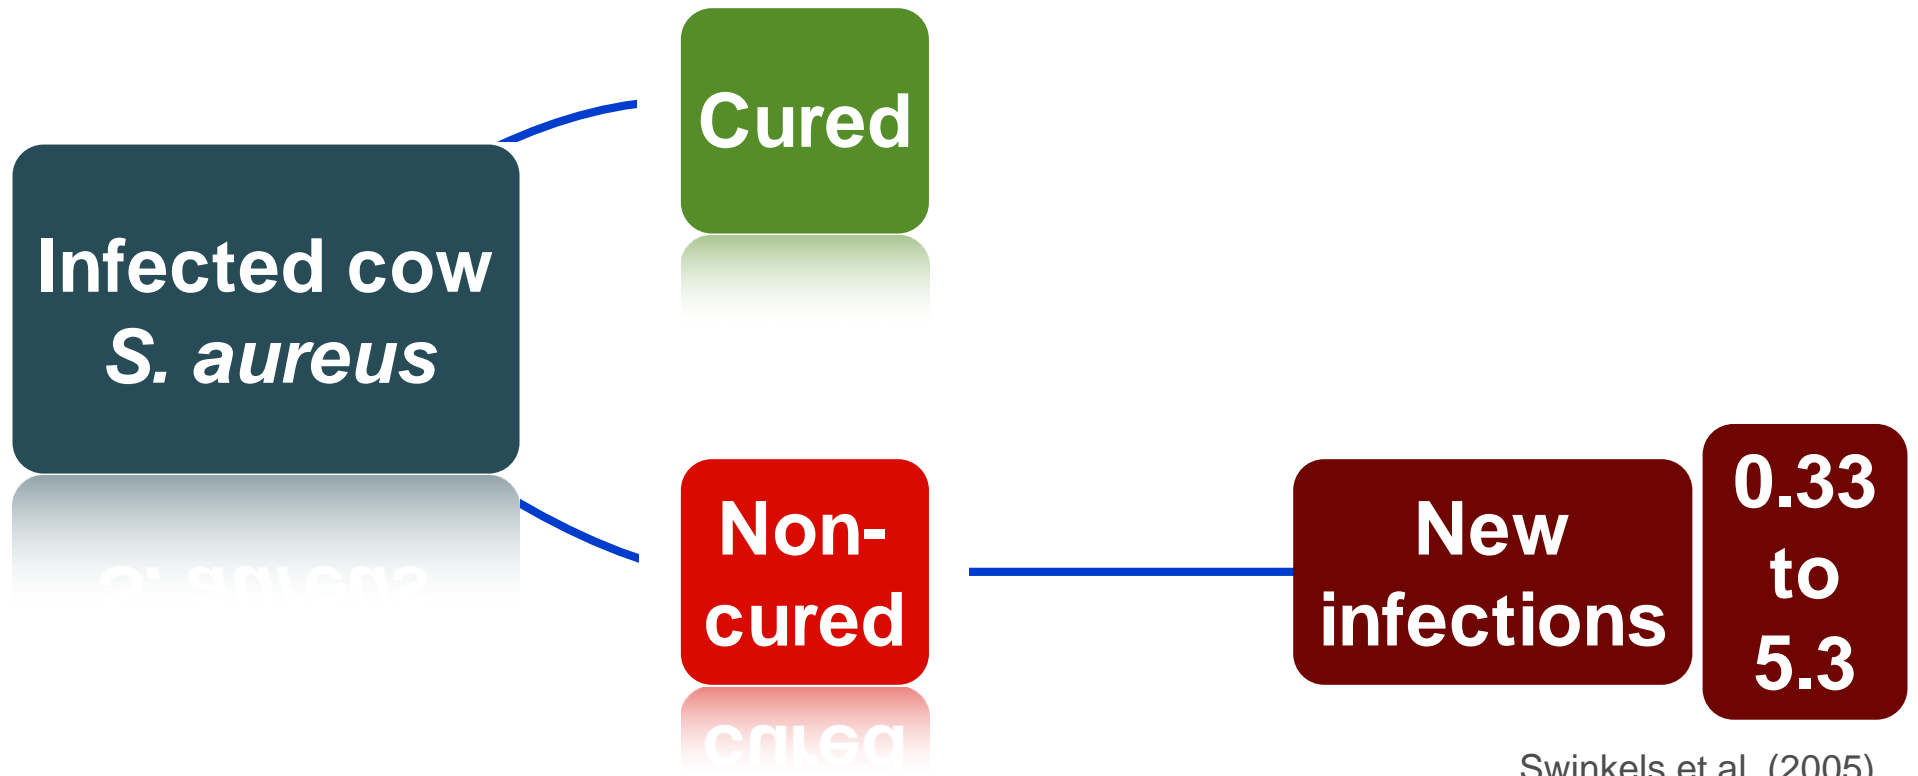 Cured
Infected cow
S. aureus
Non-
cured
New
infections
0.33
to
5.3
Swinkels et al. (2005)